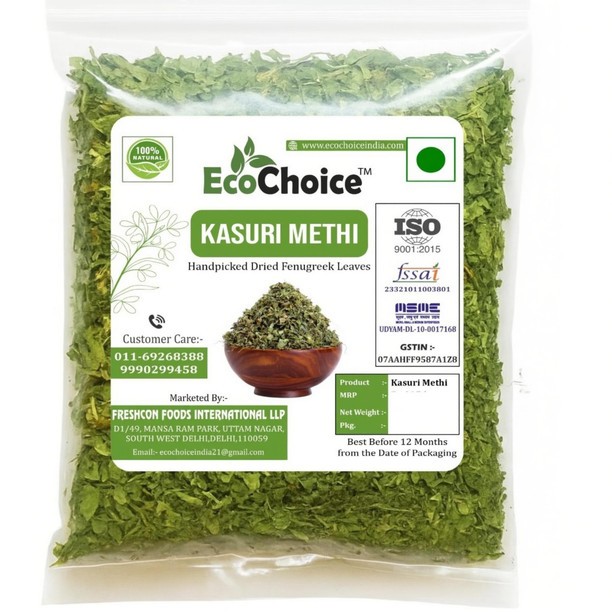 100%
NATURAL
www.ecochoiceindia.com
EcoChoice™
KASURI METHI
Handpicked Dried Fenugreek Leaves
ISO
9001:2015
fssai
23321011003801
MSME
UDYAM-DL-10-0017168
GSTIN :-
07AAHFF9587A1Z8
Customer Care:-
011-69268388
9990299458
Marketed By:-
FRESHCON FOODS INTERNATIONAL LLP
D1/49, MANSA RAM PARK, UTTAM NAGAR,
SOUTH WEST DELHI,DELHI,110059
Email:- ecochoiceindia21@gmail.com
Product :- Kasuri Methi
MRP
Net Weight :-
Pkg. :-
Best Before 12 Months
from the Date of Packaging